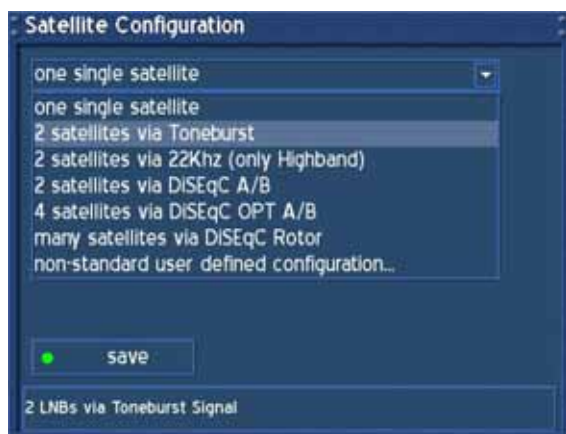 Satellite Configuration
one single satellite
one single satellite
2 satellites via Toneburst
2 satellites via 22Khz (only Highband)
2 satellites via DiSEqC A/B
4 satellites via DiSEqC OPT A/B
many satellites via DiSEqC Rotor
non-standard user defined configuration...
save
2 LNBs via Toneburst Signal